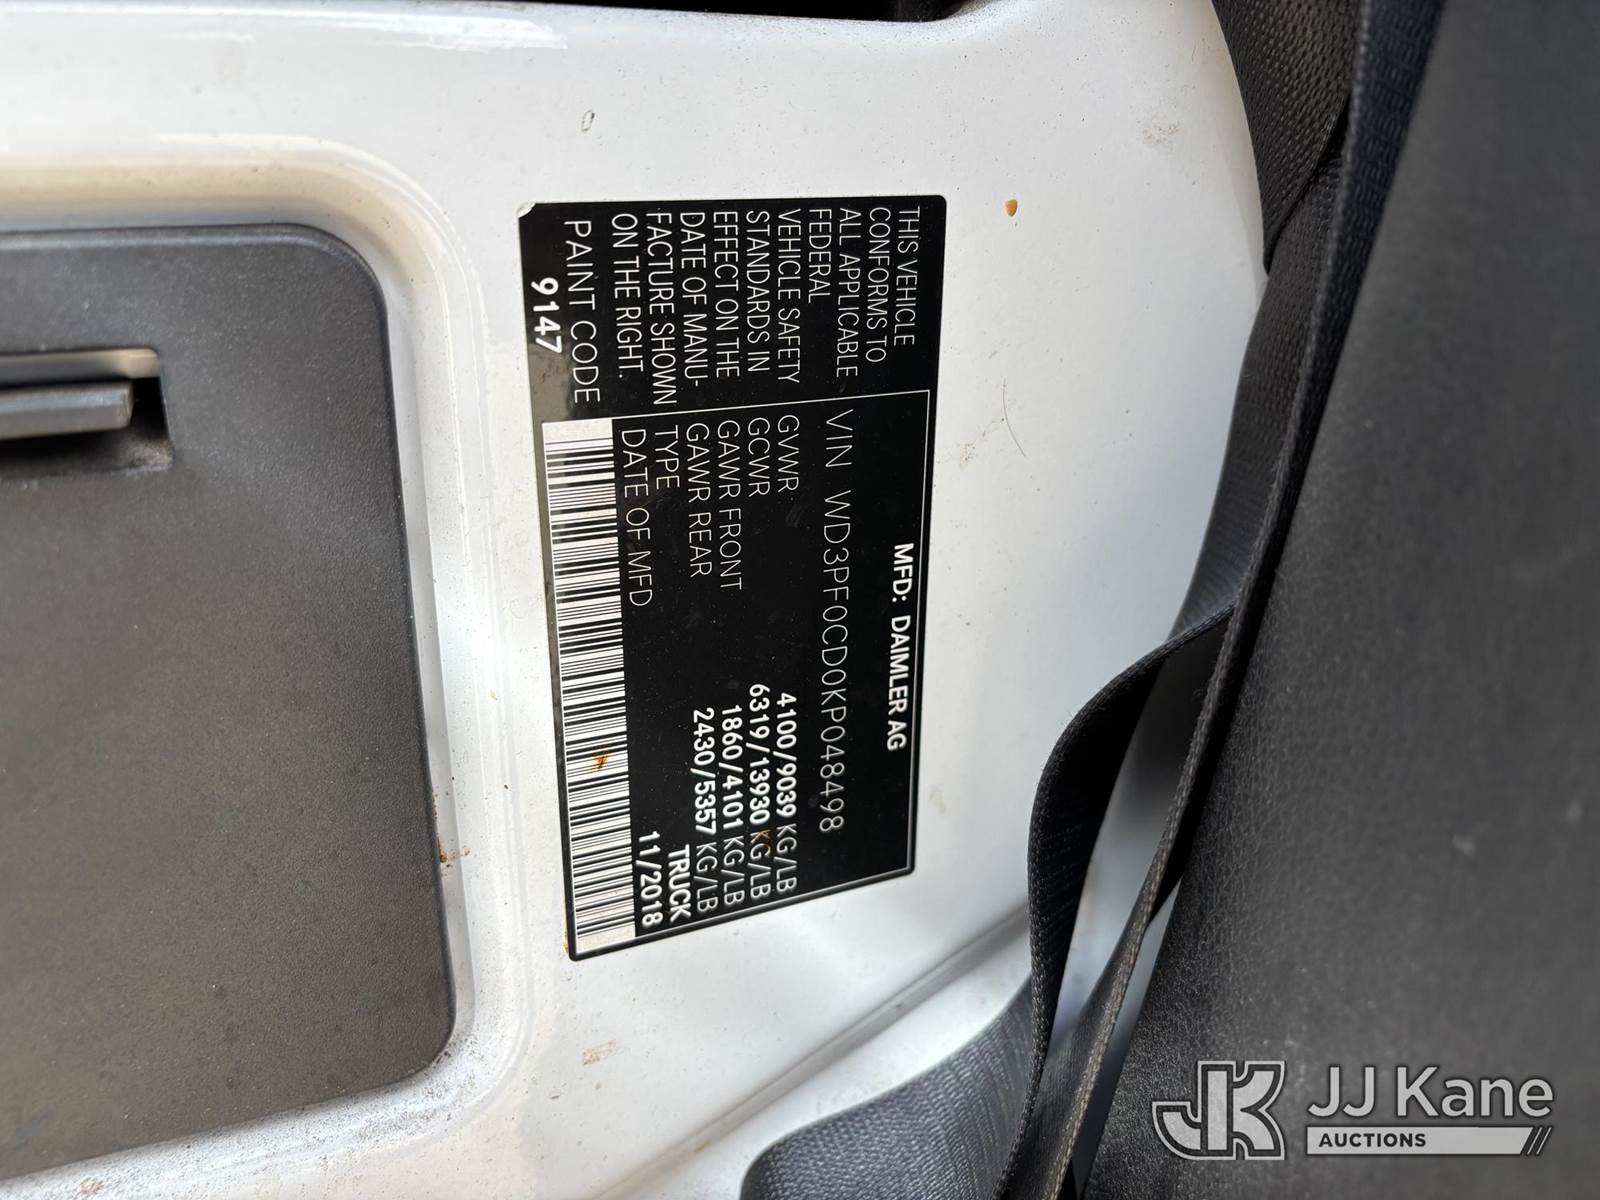 MFD: DAIMLER AG
THIS VEHICLE
CONFORMS TO
ALL APPLICABLE
FEDERAL
VEHICLE SAFETY
STANDARDS IN
EFFECT ON THE
DATE OF MANU-
FACTURE SHOWN
ON THE RIGHT.
PAINT CODE
9147
VIN WD3PF0CD0KP048498
GVWR 4100/9039 KG/LB
GCWR 6319/13930 KG/LB
GAWR FRONT 1860/4101 KG/LB
GAWR REAR 2430/5357 KG/LB
TYPE TRUCK
DATE OF MFD 11/2018
JK JJ Kane
AUCTIONS